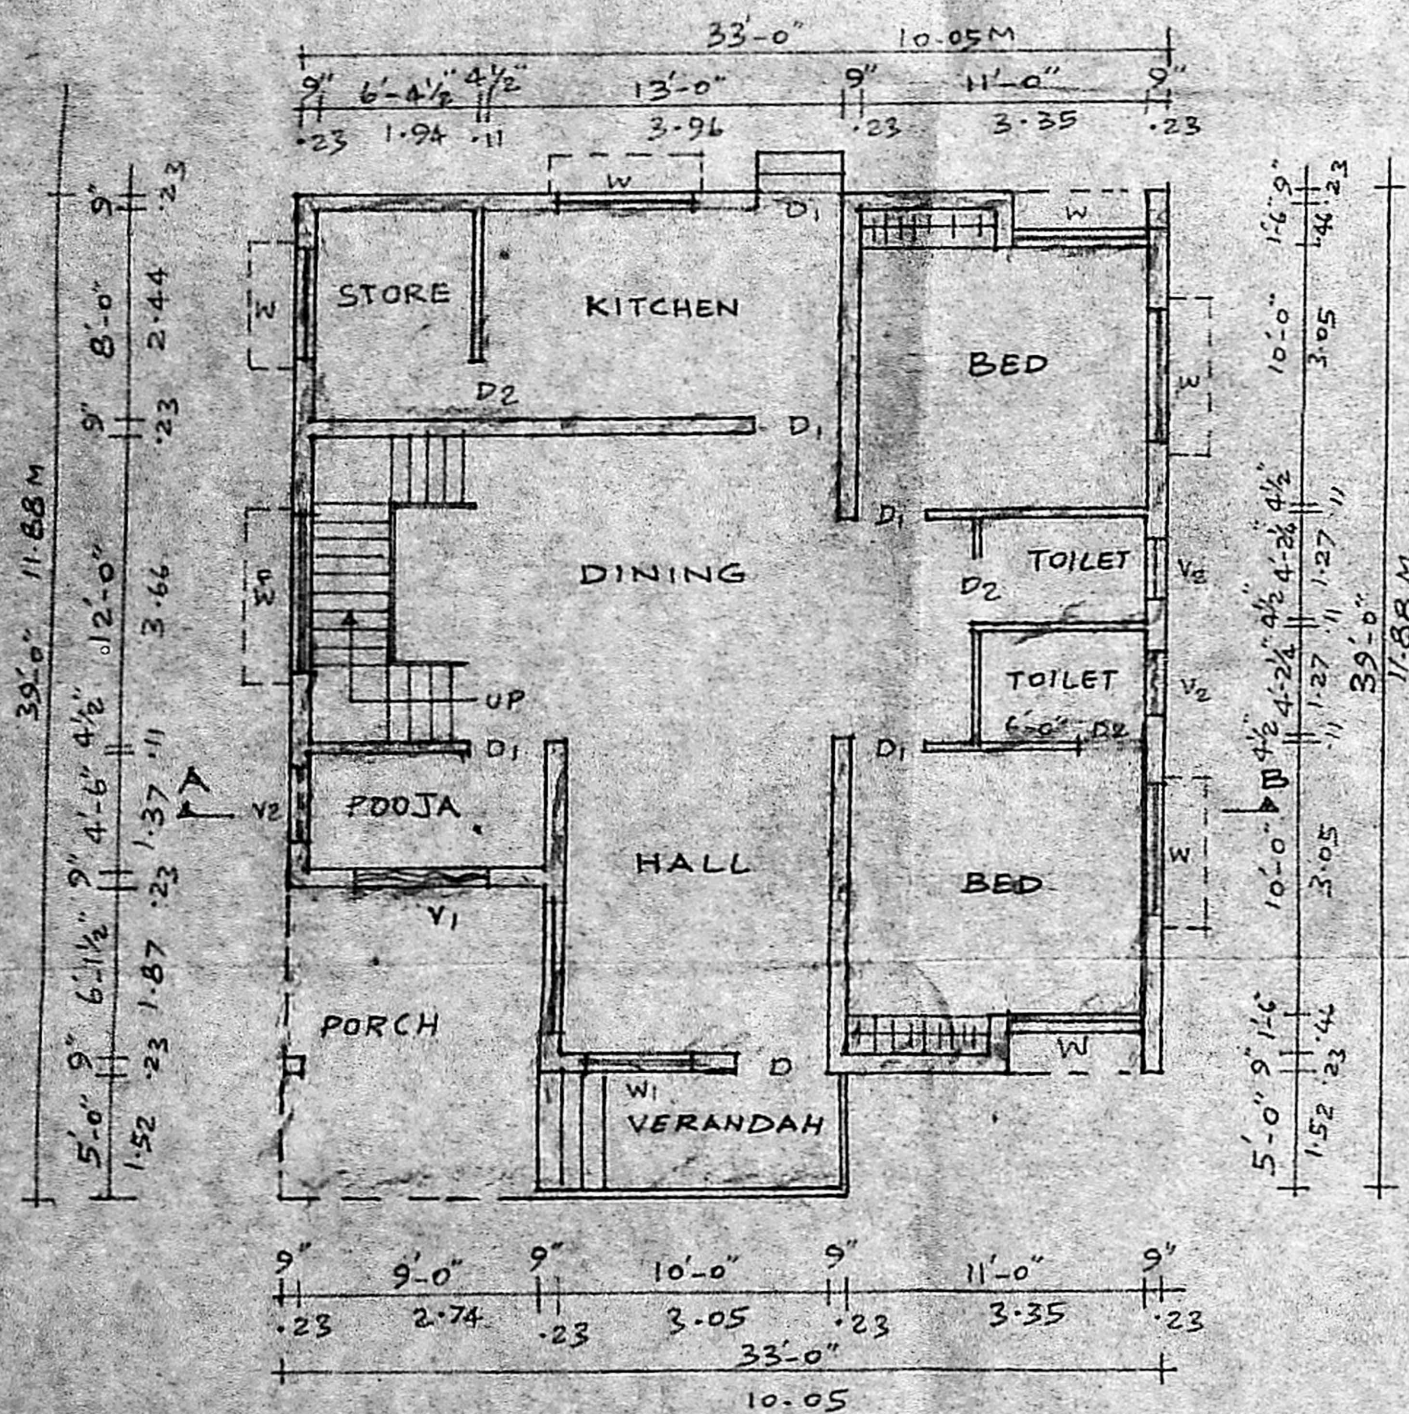 33'-0" 10.05M
9" 6'-4½" 4½" 13'-0" 9" 11'-0" 9"
.23 1.94 .11 3.96 .23 3.35 .23
W
D1
W
STORE
KITCHEN
W
BED
W
D2
D1
D1
TOILET
V2
DINING
D2
W
TOILET
V2
UP
6'-0" D2
D1
D1
A
V2
POOJA
B
HALL
BED
W
V1
PORCH
W
D
W1
VERANDAH
39'-0" 11.88M
9" 8'-0" 9" 12'-0" 4½" 4'-6" 9" 6'-1½" 9" 5'-0"
.23 2.44 .23 3.66 .11 1.37 .23 1.87 .23 1.52
9" 1'-6" 10'-0" 4½" 4'-2¼" 4½" 4'-2¼" 4½" 10'-0" 1'-6" 9" 5'-0"
.23 .46 3.05 .11 1.27 .11 1.27 .11 3.05 .46 .23 1.52
39'-0" 11.88M
9" 9'-0" 9" 10'-0" 9" 11'-0" 9"
.23 2.74 .23 3.05 .23 3.35 .23
33'-0"
10.05